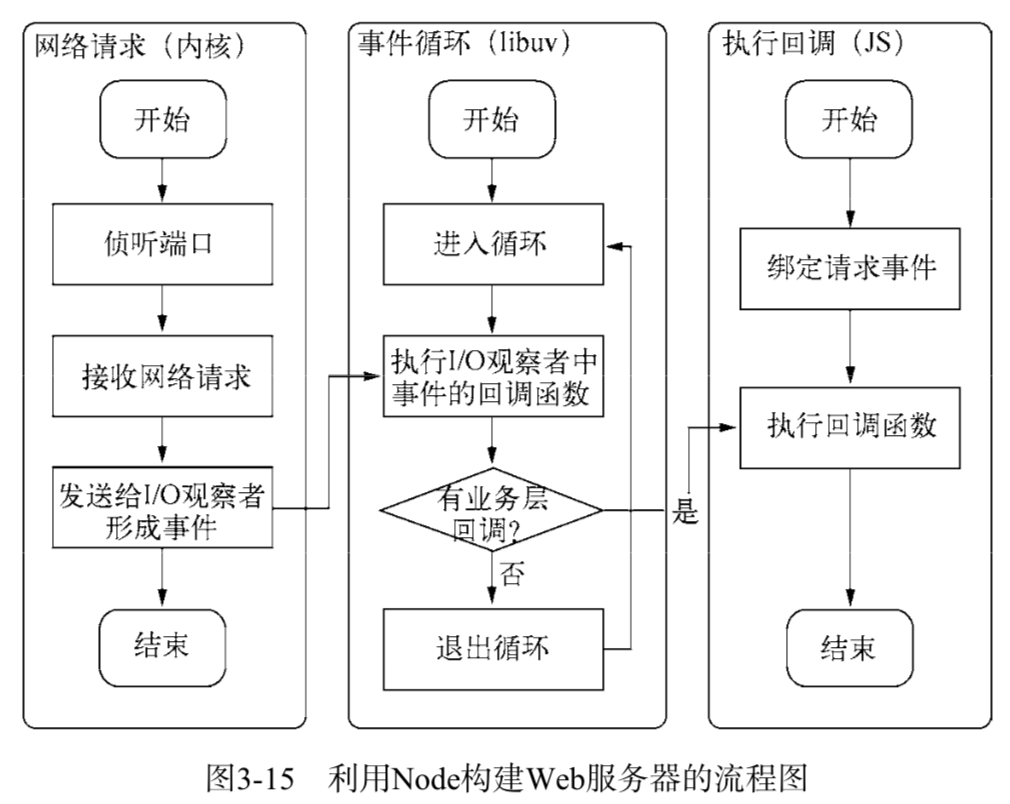 网络请求（内核）
开始
侦听端口
接收网络请求
发送给I/O观察者
形成事件
结束
事件循环（libuv）
开始
进入循环
执行I/O观察者中
事件的回调函数
有业务层
回调?
是
否
退出循环
执行回调（JS）
开始
绑定请求事件
执行回调函数
结束
图3-15 利用Node构建Web服务器的流程图